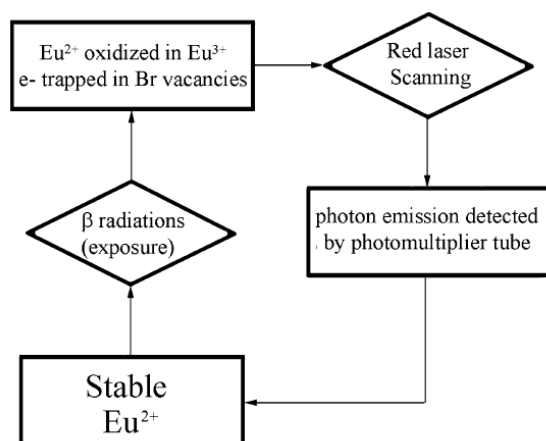 Eu²⁺ oxidized in Eu³⁺
e- trapped in Br vacancies
Red laser
Scanning
β radiations
(exposure)
photon emission detected
by photomultiplier tube
Stable
Eu²⁺